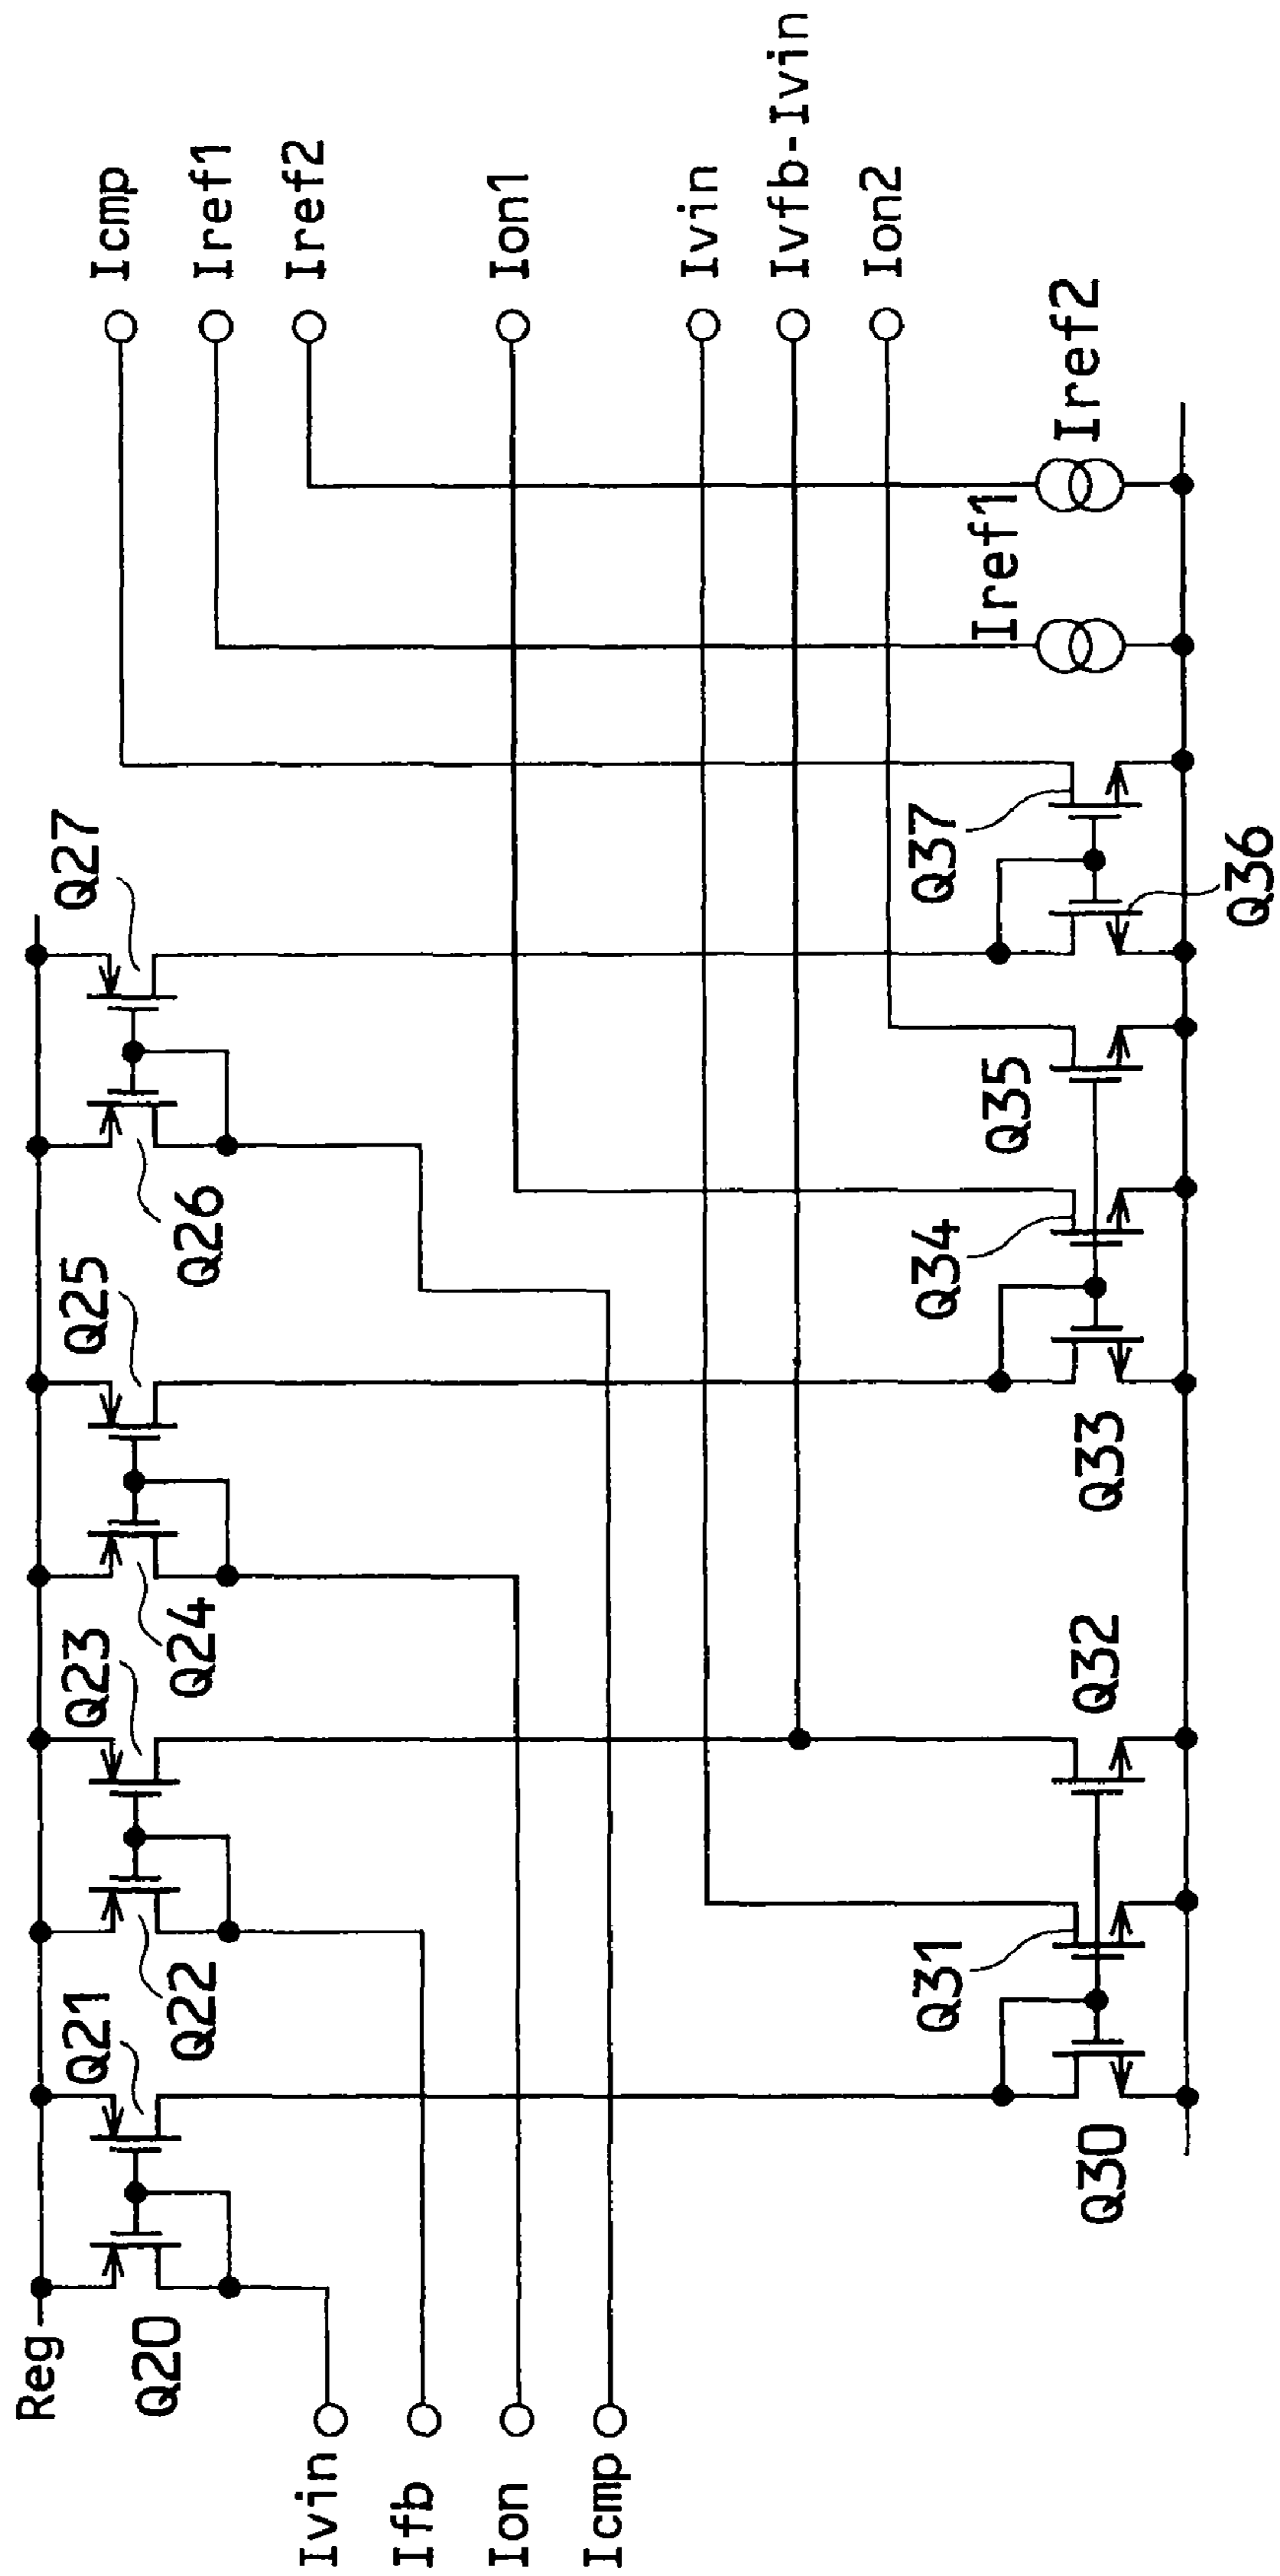 Reg
Q20
Q21
Q22
Q23
Q24
Q25
Q26
Q27
Icmp
Iref1
Iref2
Ion1
Ivin
Ivfb-Ivin
Ion2
Ivin
Ifb
Ion
Icmp
Q30
Q31
Q32
Q33
Q34
Q35
Q36
Q37
Iref1
Iref2